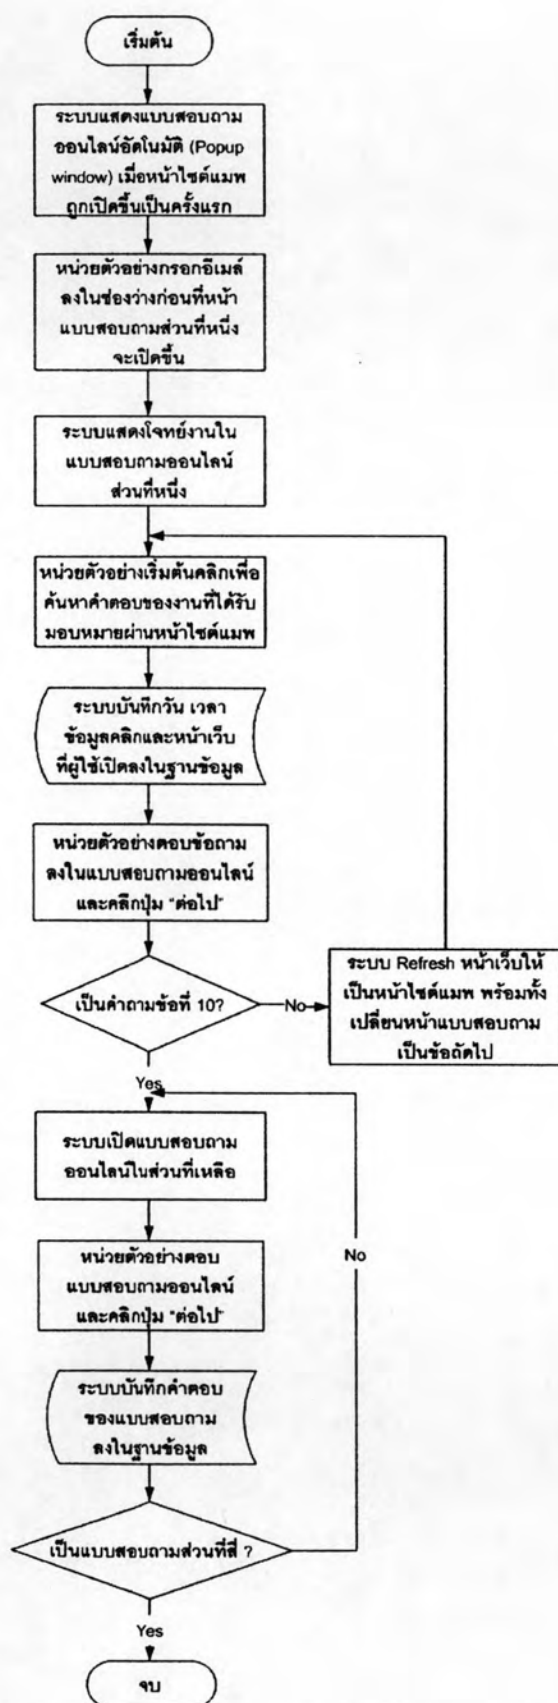 เริ่มต้น
ระบบแสดงแบบสอบถาม
ออนไลน์อัตโนมัติ (Popup
window) เมื่อหน้าไซต์แมพ
ถูกเปิดขึ้นเป็นครั้งแรก
หน่วยตัวอย่างกรอกอีเมล์
ลงในช่องว่างก่อนที่หน้า
แบบสอบถามส่วนที่หนึ่ง
จะเปิดขึ้น
ระบบแสดงโจทย์งานใน
แบบสอบถามออนไลน์
ส่วนที่หนึ่ง
หน่วยตัวอย่างเริ่มต้นคลิกเพื่อ
ค้นหาคำตอบของงานที่ได้รับ
มอบหมายผ่านหน้าไซต์แมพ
ระบบบันทึกวัน เวลา
ข้อมูลคลิกและหน้าเว็บ
ที่ผู้ใช้เปิดลงในฐานข้อมูล
หน่วยตัวอย่างตอบข้อถาม
ลงในแบบสอบถามออนไลน์
และคลิกปุ่ม "ต่อไป"
เป็นคำถามข้อที่ 10?
No
ระบบ Refresh หน้าเว็บให้
เป็นหน้าไซต์แมพ พร้อมทั้ง
เปลี่ยนหน้าแบบสอบถาม
เป็นข้อถัดไป
Yes
ระบบเปิดแบบสอบถาม
ออนไลน์ในส่วนที่เหลือ
หน่วยตัวอย่างตอบ
แบบสอบถามออนไลน์
และคลิกปุ่ม "ต่อไป"
No
ระบบบันทึกคำตอบ
ของแบบสอบถาม
ลงในฐานข้อมูล
เป็นแบบสอบถามส่วนที่สี่ ?
Yes
จบ